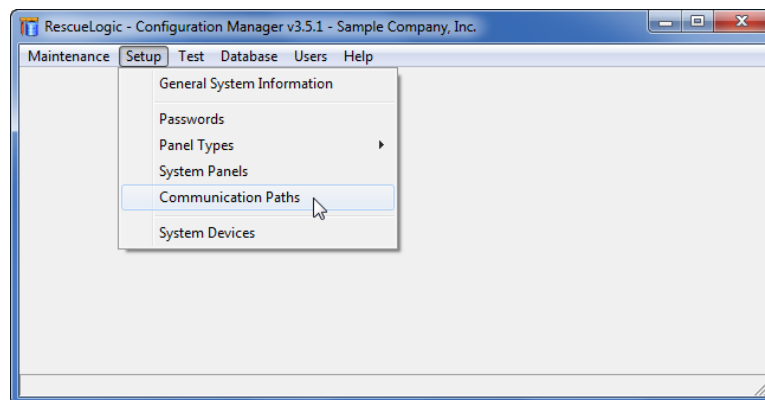 RescueLogic - Configuration Manager v3.5.1 - Sample Company, Inc.
Maintenance Setup Test Database Users Help
General System Information
Passwords
Panel Types
System Panels
Communication Paths
System Devices